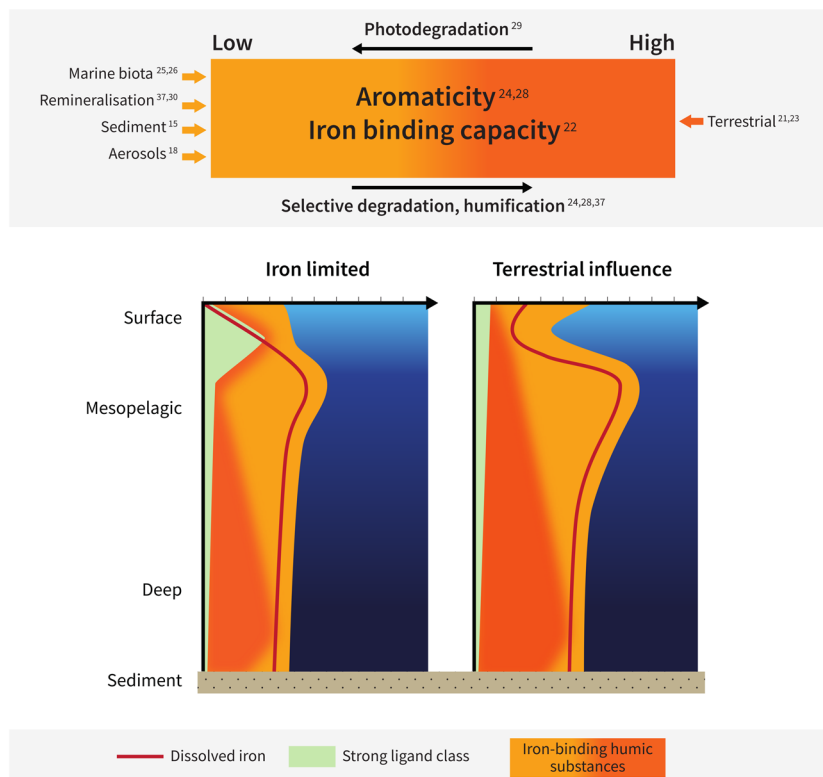 Photodegradation 29
Low
High
Marine biota 25,26
Remineralisation 37,30
Sediment 15
Aerosols 18
Aromaticity 24,28
Iron binding capacity 22
Terrestrial 21,23
Selective degradation, humification 24,28,37
Iron limited
Terrestrial influence
Surface
Mesopelagic
Deep
Sediment
Dissolved iron
Strong ligand class
Iron-binding humic
substances